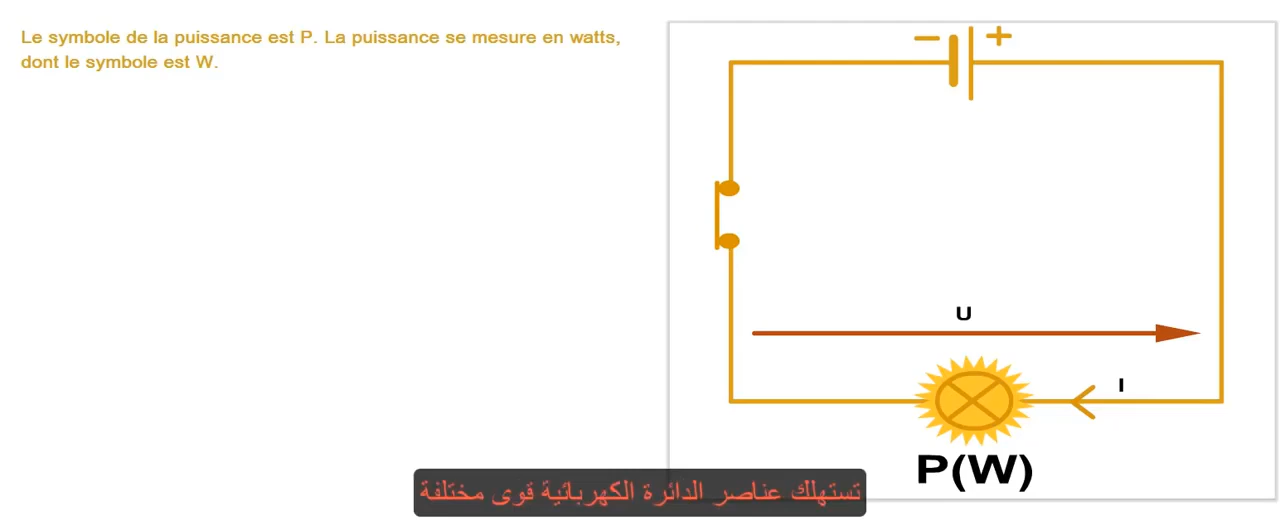 Le symbole de la puissance est P. La puissance se mesure en watts,
dont le symbole est W.
− +
U
I
P(W)
تستهلك عناصر الدائرة الكهربائية قوى مختلفة